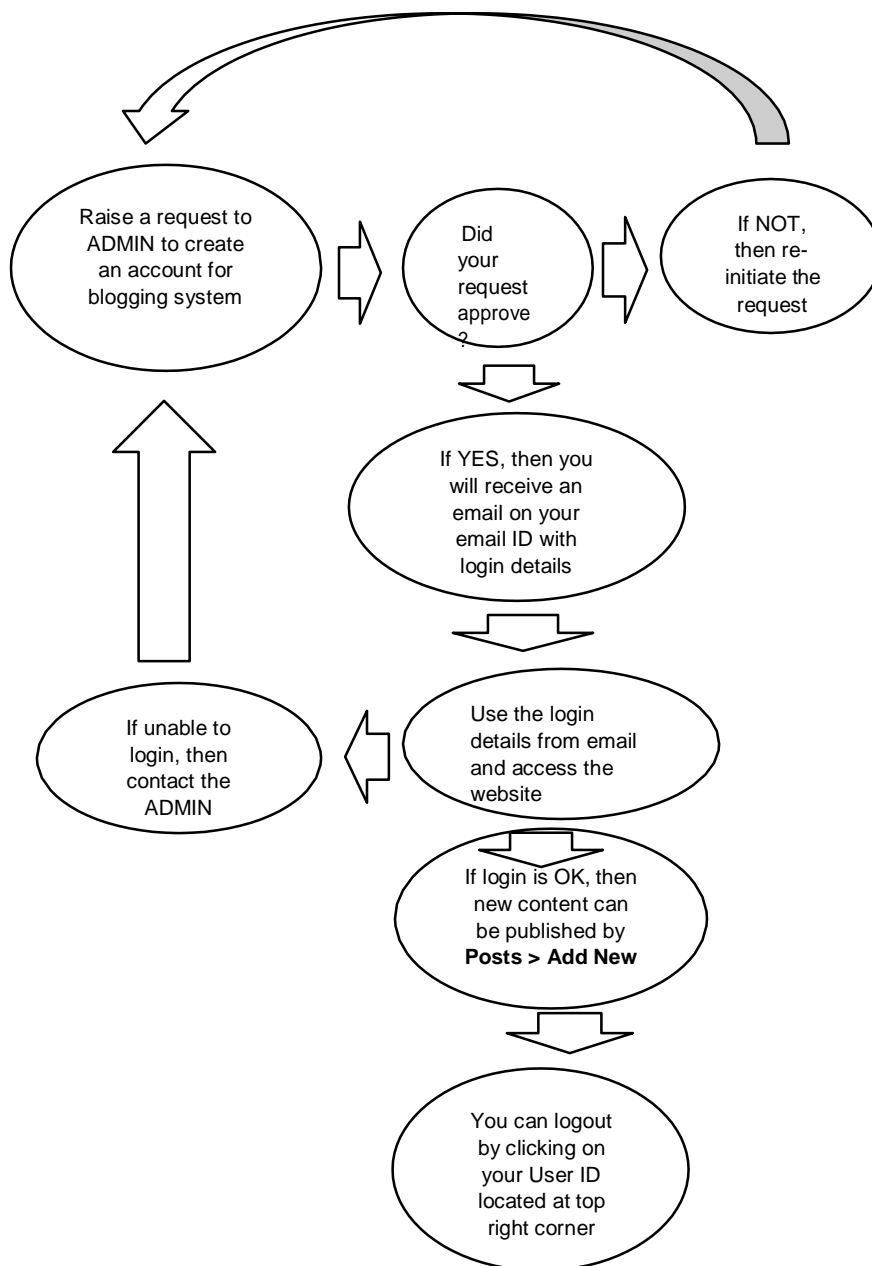 Raise a request to
ADMIN to create
an account for
blogging system
Did
your
request
approve
?
If NOT,
then re-
initiate the
request
If YES, then you
will receive an
email on your
email ID with
login details
Use the login
details from email
and access the
website
If unable to
login, then
contact the
ADMIN
If login is OK, then
new content can
be published by
Posts > Add New
You can logout
by clicking on
your User ID
located at top
right corner